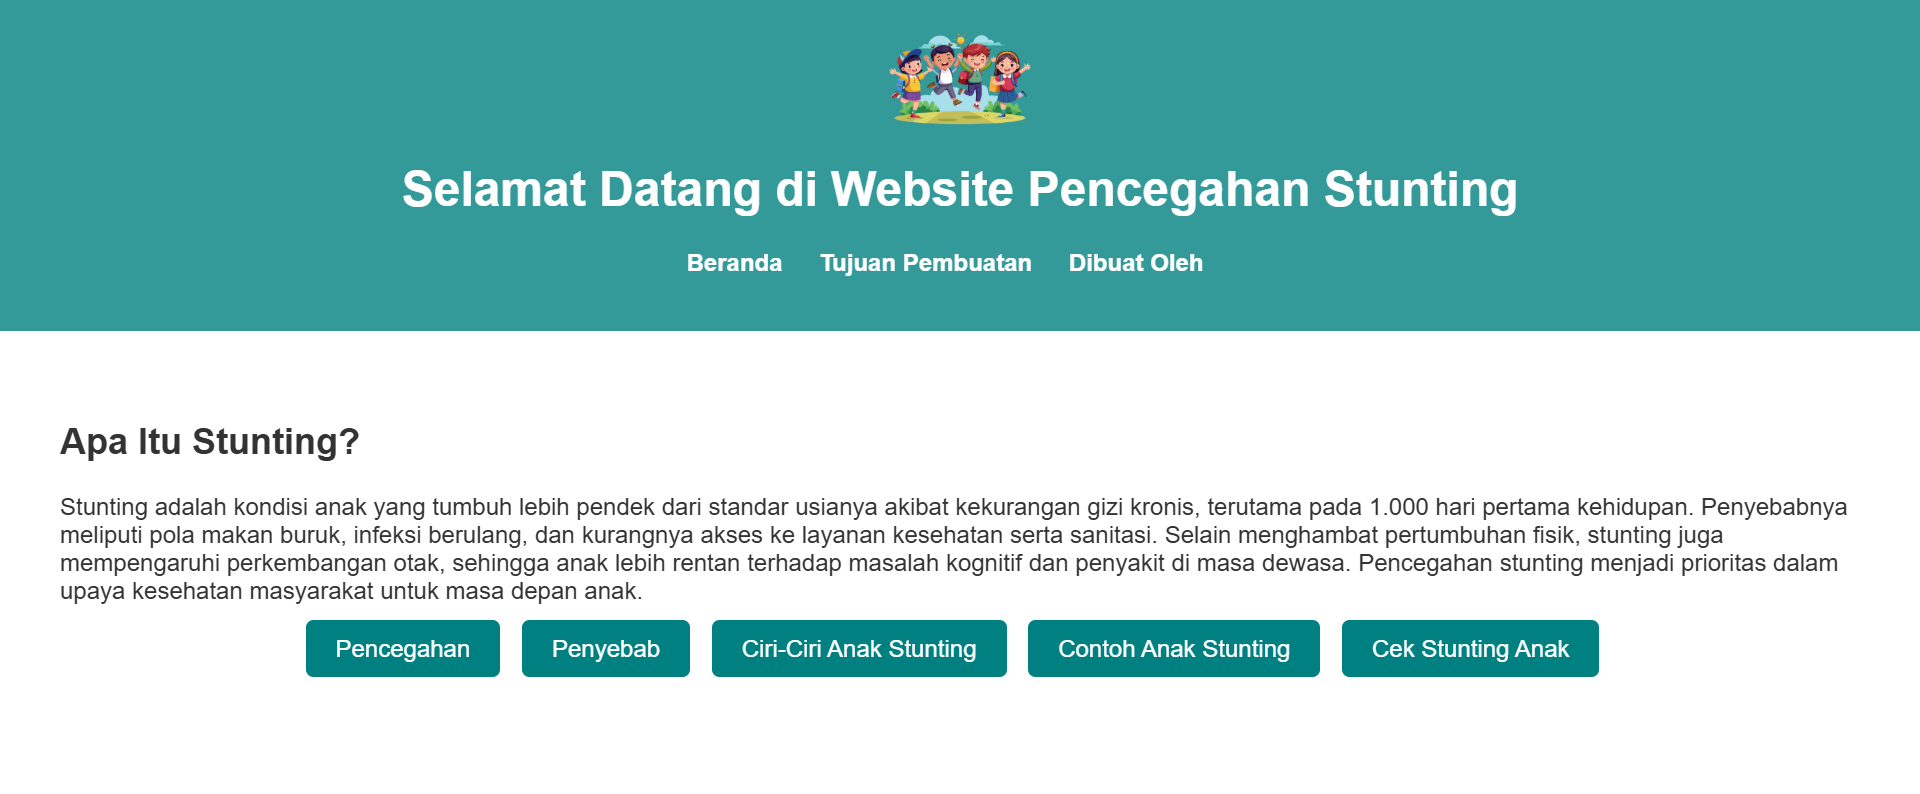 Selamat Datang di Website Pencegahan Stunting
Beranda Tujuan Pembuatan Dibuat Oleh
Apa Itu Stunting?
Stunting adalah kondisi anak yang tumbuh lebih pendek dari standar usianya akibat kekurangan gizi kronis, terutama pada 1.000 hari pertama kehidupan. Penyebabnya
meliputi pola makan buruk, infeksi berulang, dan kurangnya akses ke layanan kesehatan serta sanitasi. Selain menghambat pertumbuhan fisik, stunting juga
mempengaruhi perkembangan otak, sehingga anak lebih rentan terhadap masalah kognitif dan penyakit di masa dewasa. Pencegahan stunting menjadi prioritas dalam
upaya kesehatan masyarakat untuk masa depan anak.
Pencegahan Penyebab Ciri-Ciri Anak Stunting Contoh Anak Stunting Cek Stunting Anak